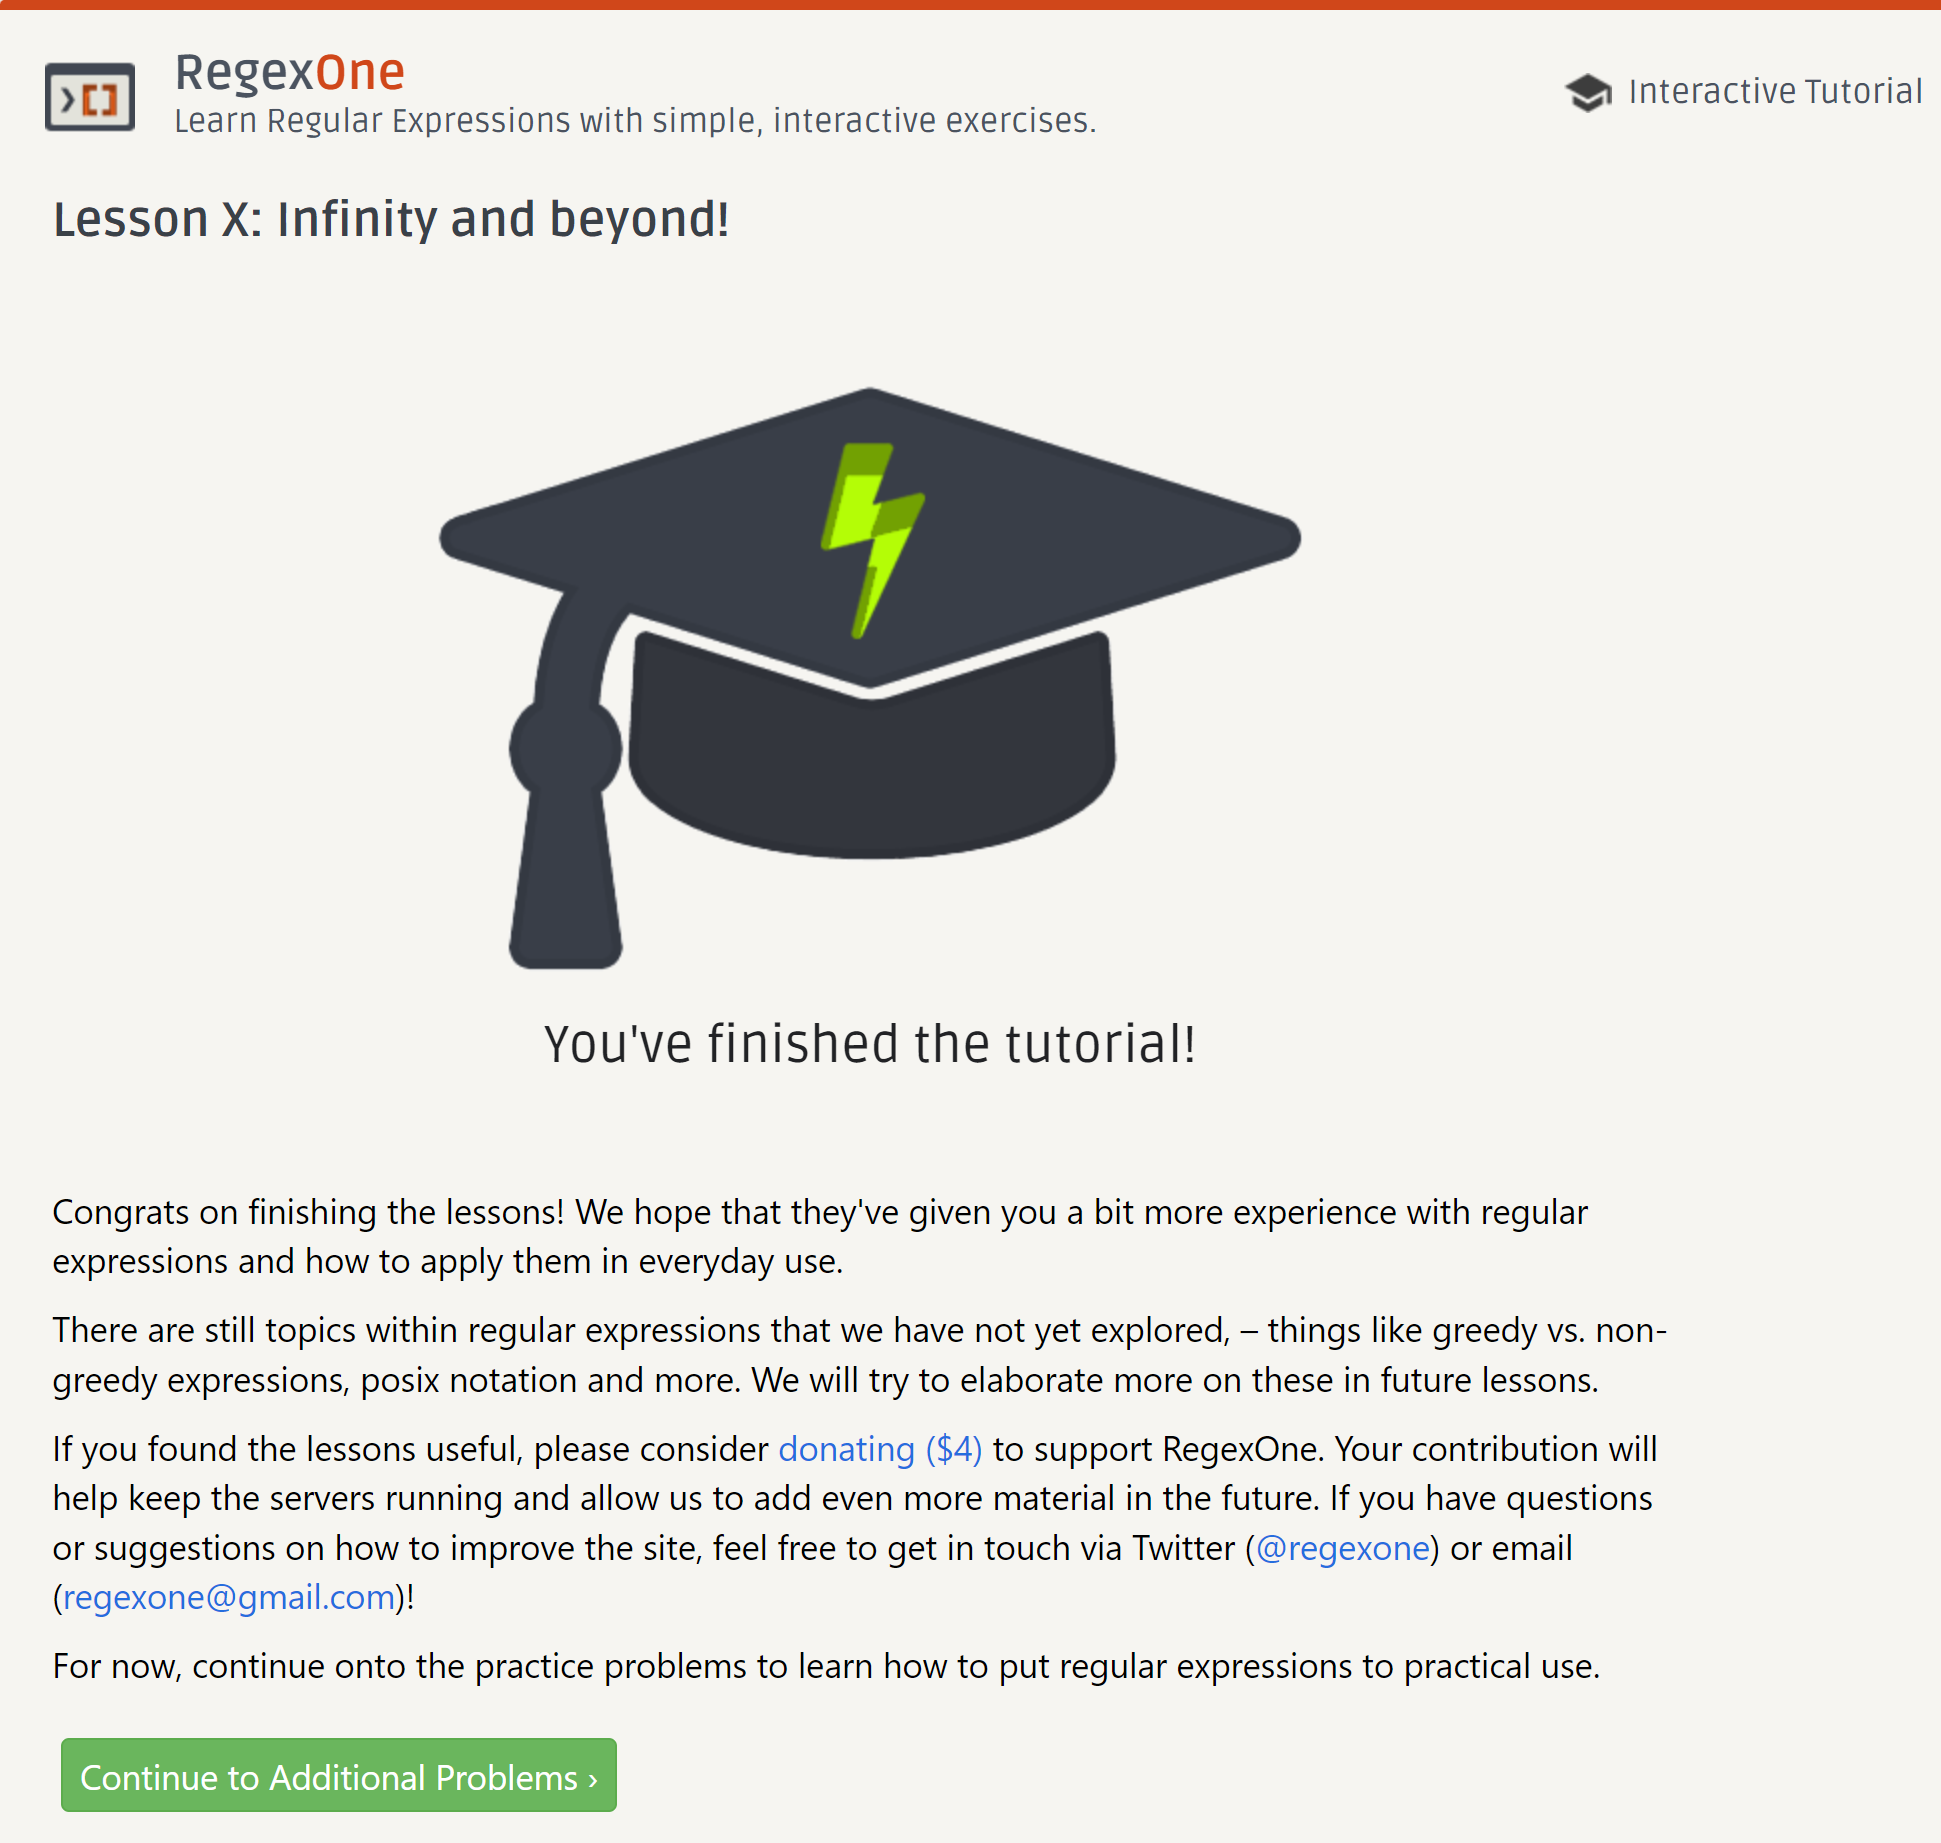 RegexOne
Learn Regular Expressions with simple, interactive exercises.
Interactive Tutorial
Lesson X: Infinity and beyond!
You've finished the tutorial!
Congrats on finishing the lessons! We hope that they've given you a bit more experience with regular
expressions and how to apply them in everyday use.
There are still topics within regular expressions that we have not yet explored, – things like greedy vs. non-
greedy expressions, posix notation and more. We will try to elaborate more on these in future lessons.
If you found the lessons useful, please consider donating ($4) to support RegexOne. Your contribution will
help keep the servers running and allow us to add even more material in the future. If you have questions
or suggestions on how to improve the site, feel free to get in touch via Twitter (@regexone) or email
(regexone@gmail.com)!
For now, continue onto the practice problems to learn how to put regular expressions to practical use.
Continue to Additional Problems ›